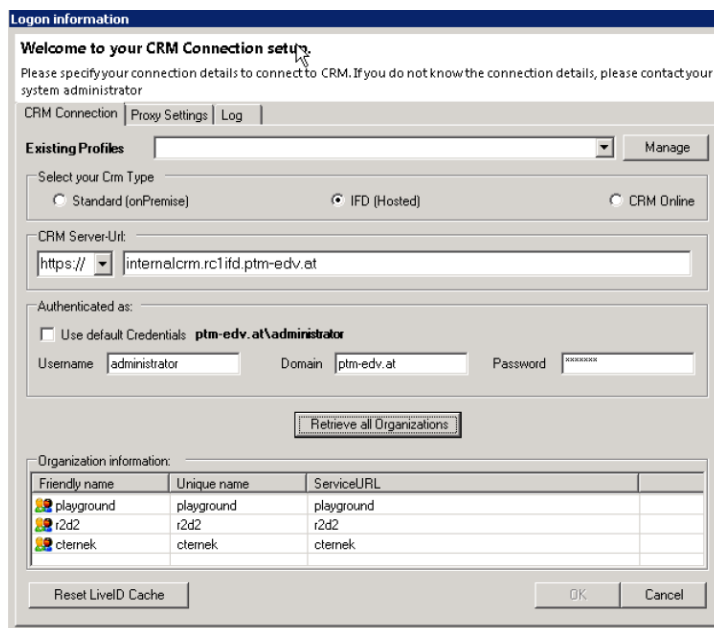 Logon information
Welcome to your CRM Connection setup.
Please specify your connection details to connect to CRM. If you do not know the connection details, please contact your
system administrator
CRM Connection Proxy Settings Log
Existing Profiles Manage
Select your Crm Type
Standard (onPremise) IFD (Hosted) CRM Online
CRM Server-Url:
https:// internalcrm.rc1ifd.ptm-edv.at
Authenticated as:
Use default Credentials ptm-edv.at\administrator
Username administrator Domain ptm-edv.at Password ×××××××
Retrieve all Organizations
Organization information:
Friendly name Unique name ServiceURL
playground playground playground
r2d2 r2d2 r2d2
cternek cternek cternek
Reset LiveID Cache OK Cancel